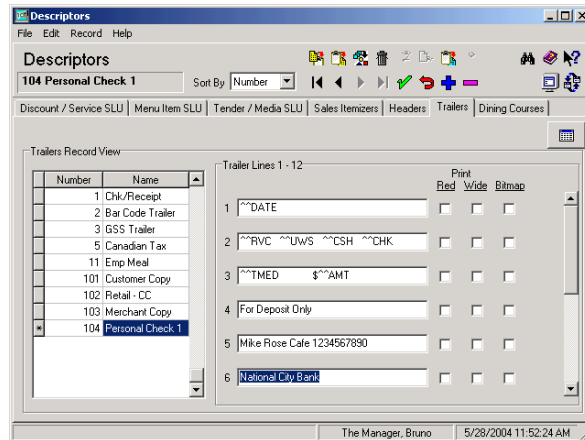 Descriptors
File Edit Record Help
Descriptors
104 Personal Check 1
Sort By Number
Discount / Service SLU Menu Item SLU Tender / Media SLU Sales Itemizers Headers Trailers Dining Courses
Trailers Record View
Number Name
1 Chk/Receipt
2 Bar Code Trailer
3 GSS Trailer
5 Canadian Tax
11 Emp Meal
101 Customer Copy
102 Retail - CC
103 Merchant Copy
* 104 Personal Check 1
Trailer Lines 1 - 12
Print
Red Wide Bitmap
1 ^^DATE
2 ^^RVC ^^UWS ^^CSH ^^CHK
3 ^^TMED $^^AMT
4 For Deposit Only
5 Mike Rose Cafe 1234567890
6 National City Bank
The Manager, Bruno 5/28/2004 11:52:24 AM